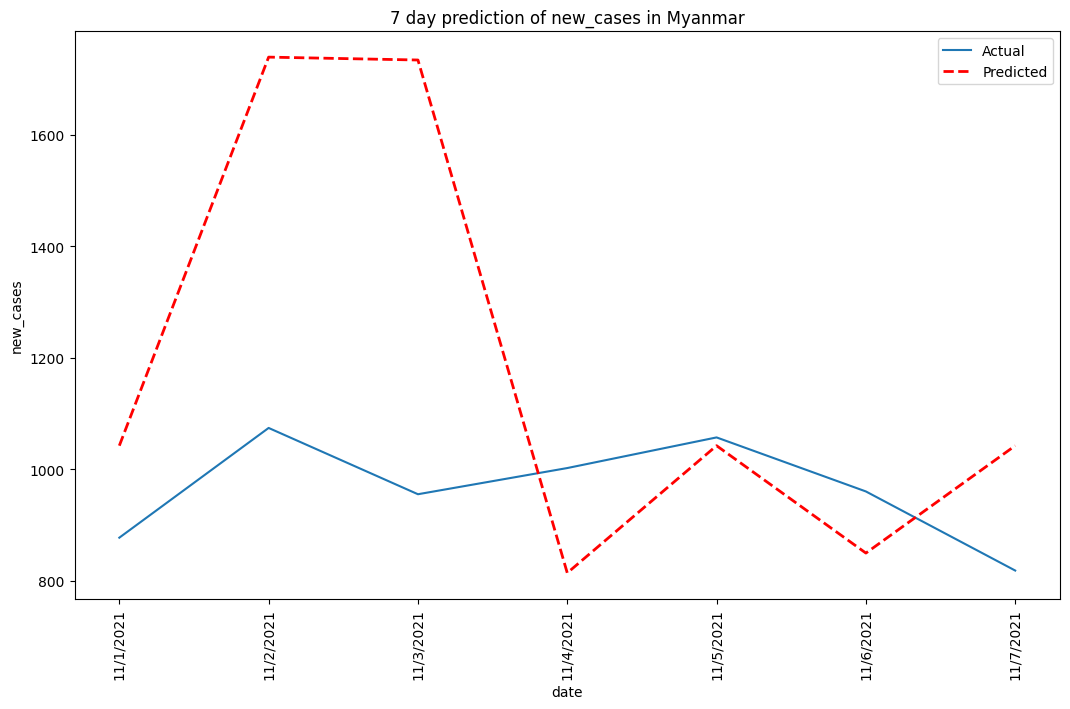 7 day prediction of new_cases in Myanmar
Actual
Predicted
1600
1400
1200
1000
800
new_cases
11/1/2021
11/2/2021
11/3/2021
11/4/2021
11/5/2021
11/6/2021
11/7/2021
date